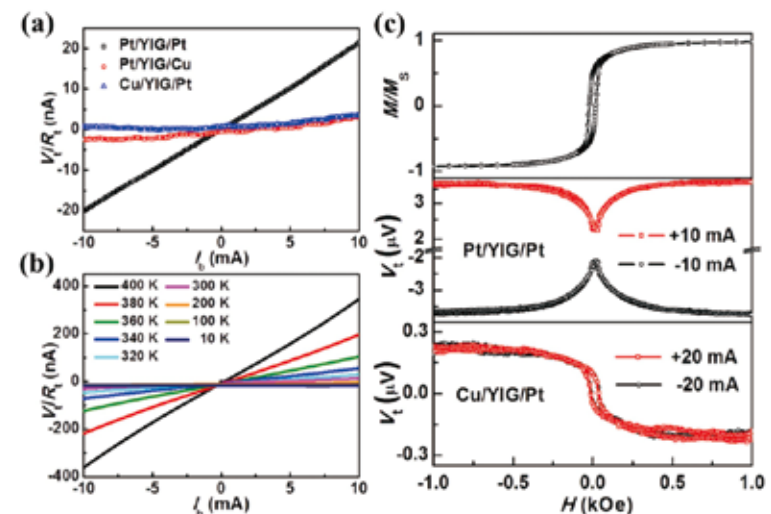 (a)
20
10
0
-10
-20
Pt/YIG/Pt
Pt/YIG/Cu
Cu/YIG/Pt
V_t/R_t (nA)
-10 -5 0 5 10
I_b (mA)
(b)
400
200
0
-200
-400
400 K 300 K
380 K 200 K
360 K 100 K
340 K 10 K
320 K
V_t/R_t (nA)
-10 -5 0 5 10
I_b (mA)
(c)
1
0
-1
M/M_S
3
2
-2
-3
V_t (μV)
Pt/YIG/Pt
+10 mA
-10 mA
0.3
0.0
-0.3
V_t (μV)
Cu/YIG/Pt
+20 mA
-20 mA
-1.0 -0.5 0.0 0.5 1.0
H (kOe)